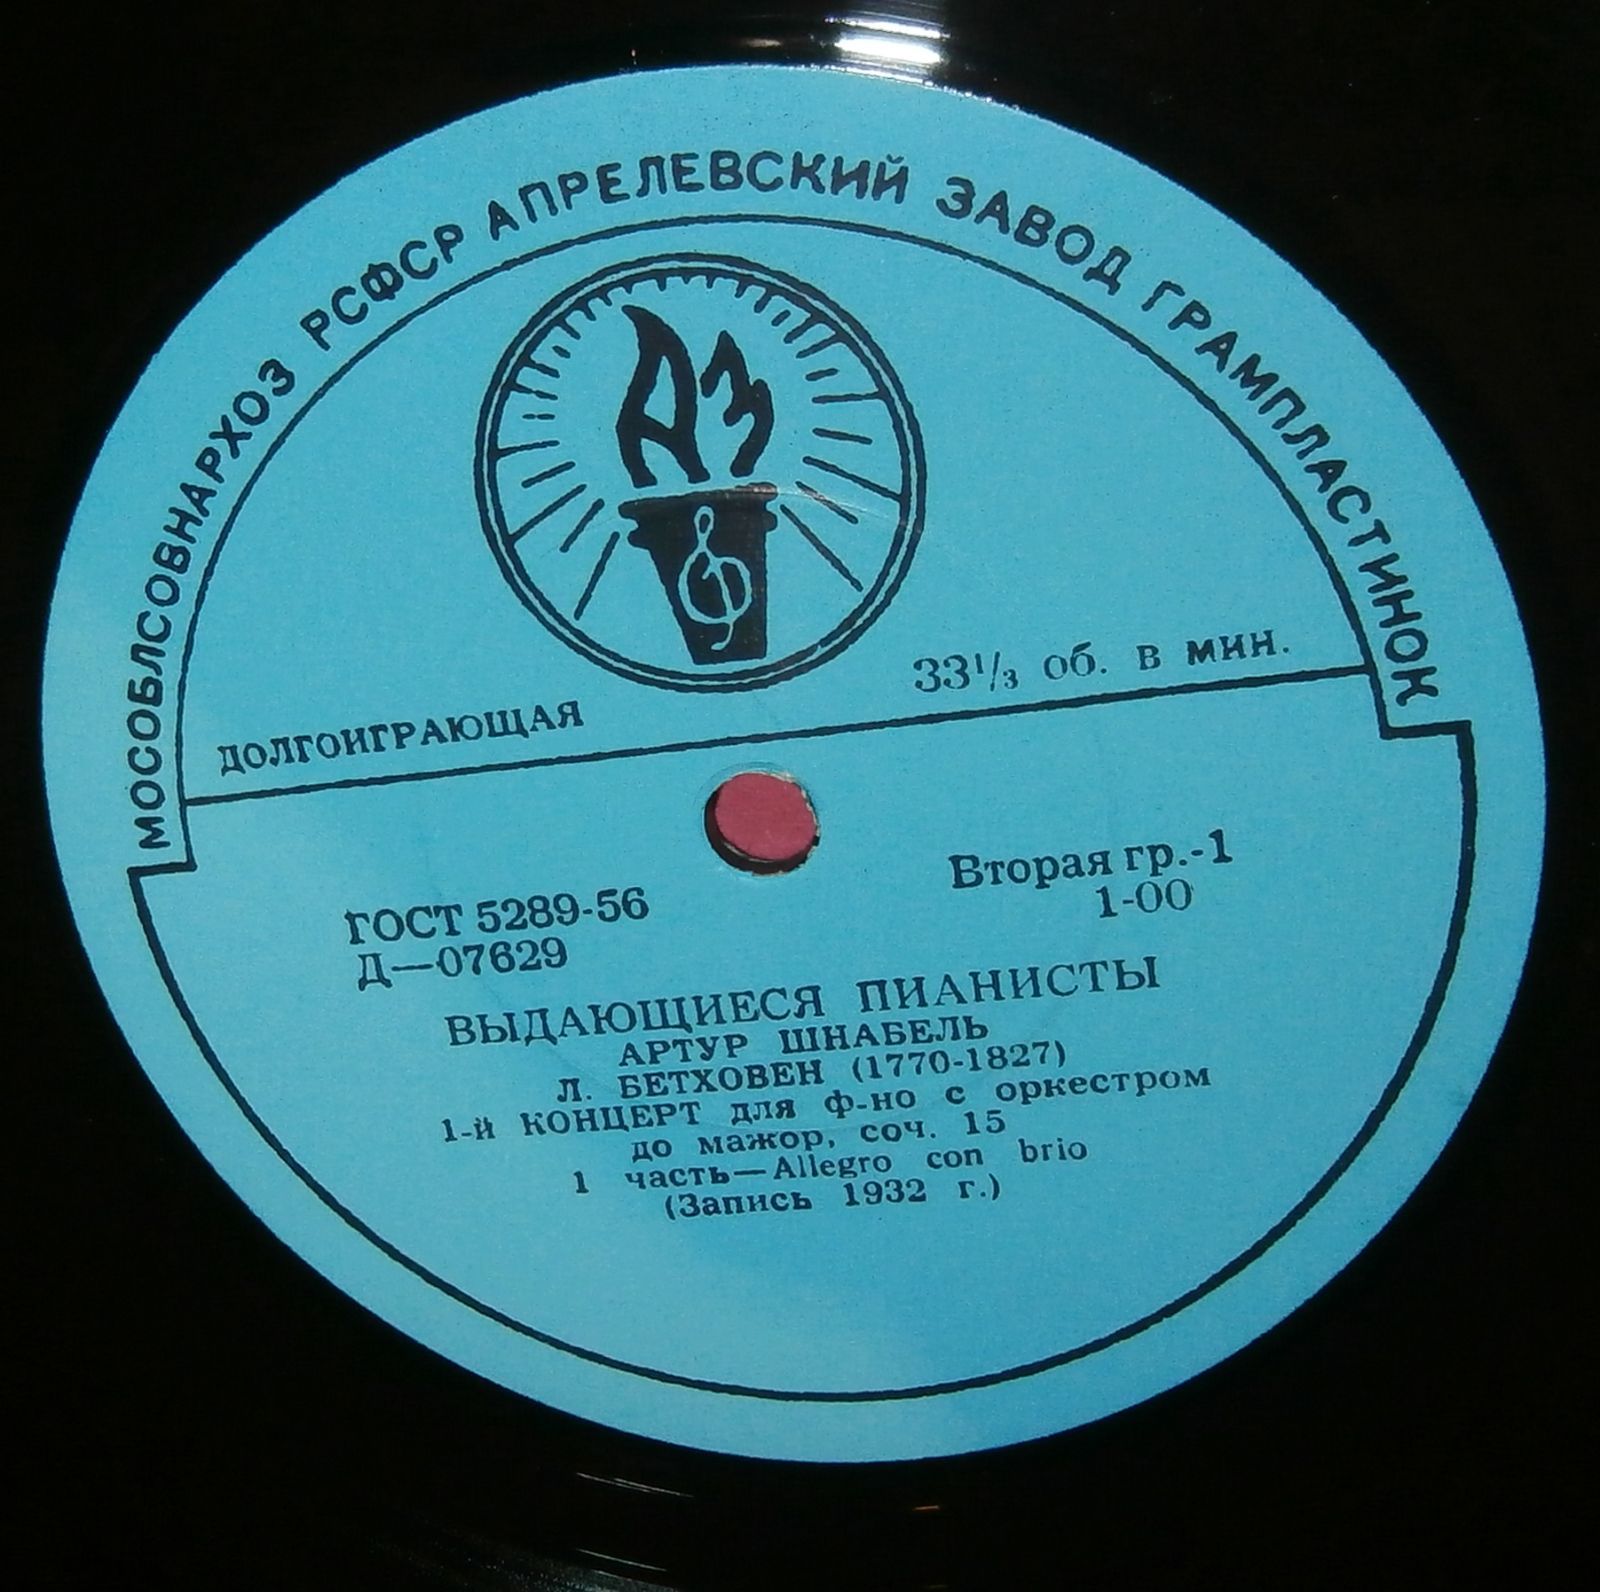 МОСОБЛСОВНАРХОЗ РСФСР АПРЕЛЕВСКИЙ ЗАВОД ГРАМПЛАСТИНОК
АЗ
ДОЛГОИГРАЮЩАЯ
33 1/3 об. в мин.
ГОСТ 5289-56
Д—07629
Вторая гр.-1
1-00
ВЫДАЮЩИЕСЯ ПИАНИСТЫ
АРТУР ШНАБЕЛЬ
Л. БЕТХОВЕН (1770-1827)
1-й КОНЦЕРТ для ф-но с оркестром
до мажор, соч. 15
1 часть—Allegro con brio
(Запись 1932 г.)